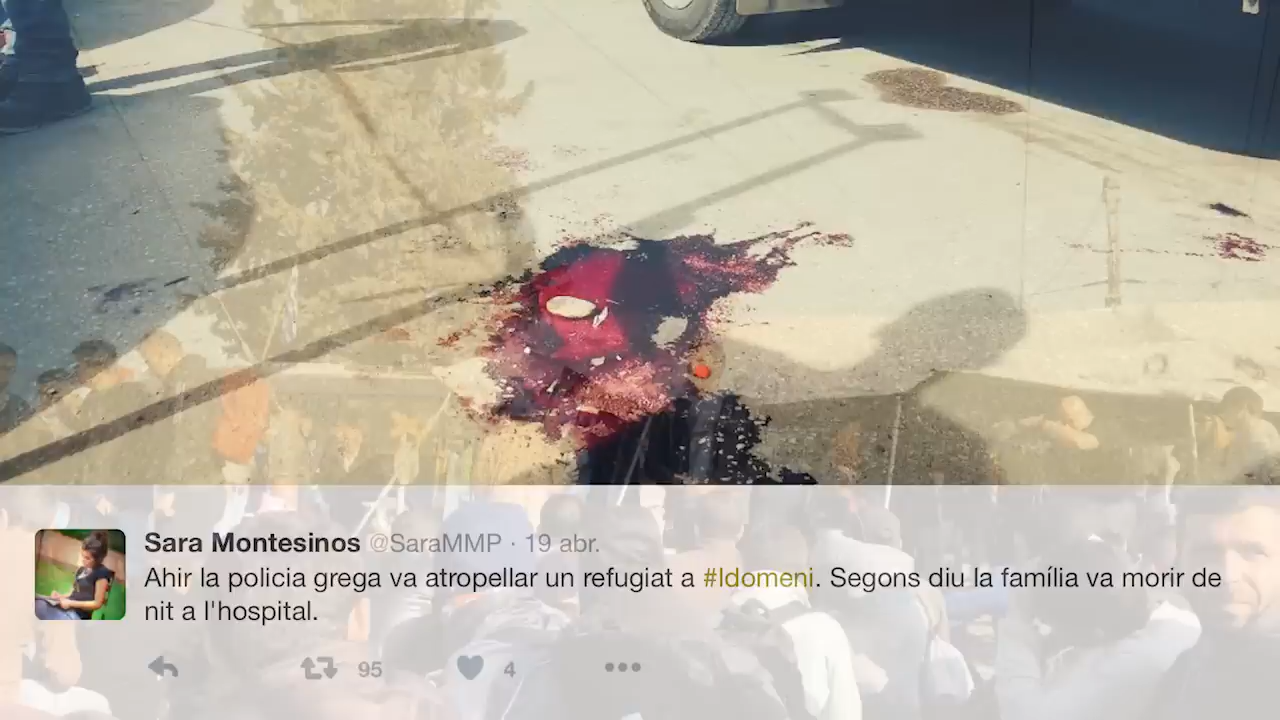 Sara Montesinos @SaraMMP · 19 abr.
Ahir la policia grega va atropellar un refugiat a #Idomeni. Segons diu la família va morir de
nit a l'hospital.
95 4